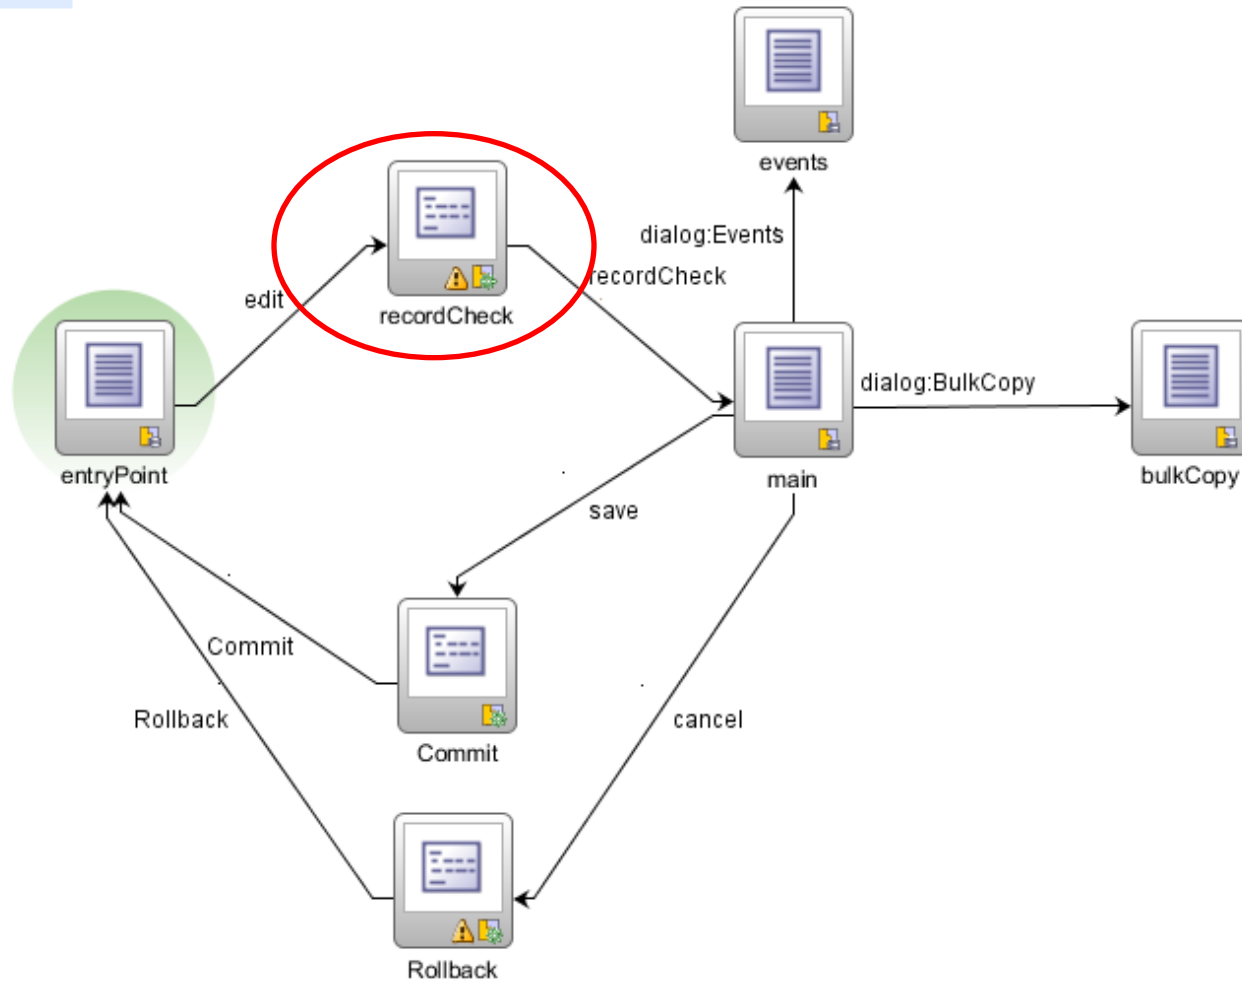 events
dialog:Events
recordCheck
edit
recordCheck
dialog:BulkCopy
entryPoint
main
bulkCopy
save
Commit
Rollback
cancel
Commit
Rollback